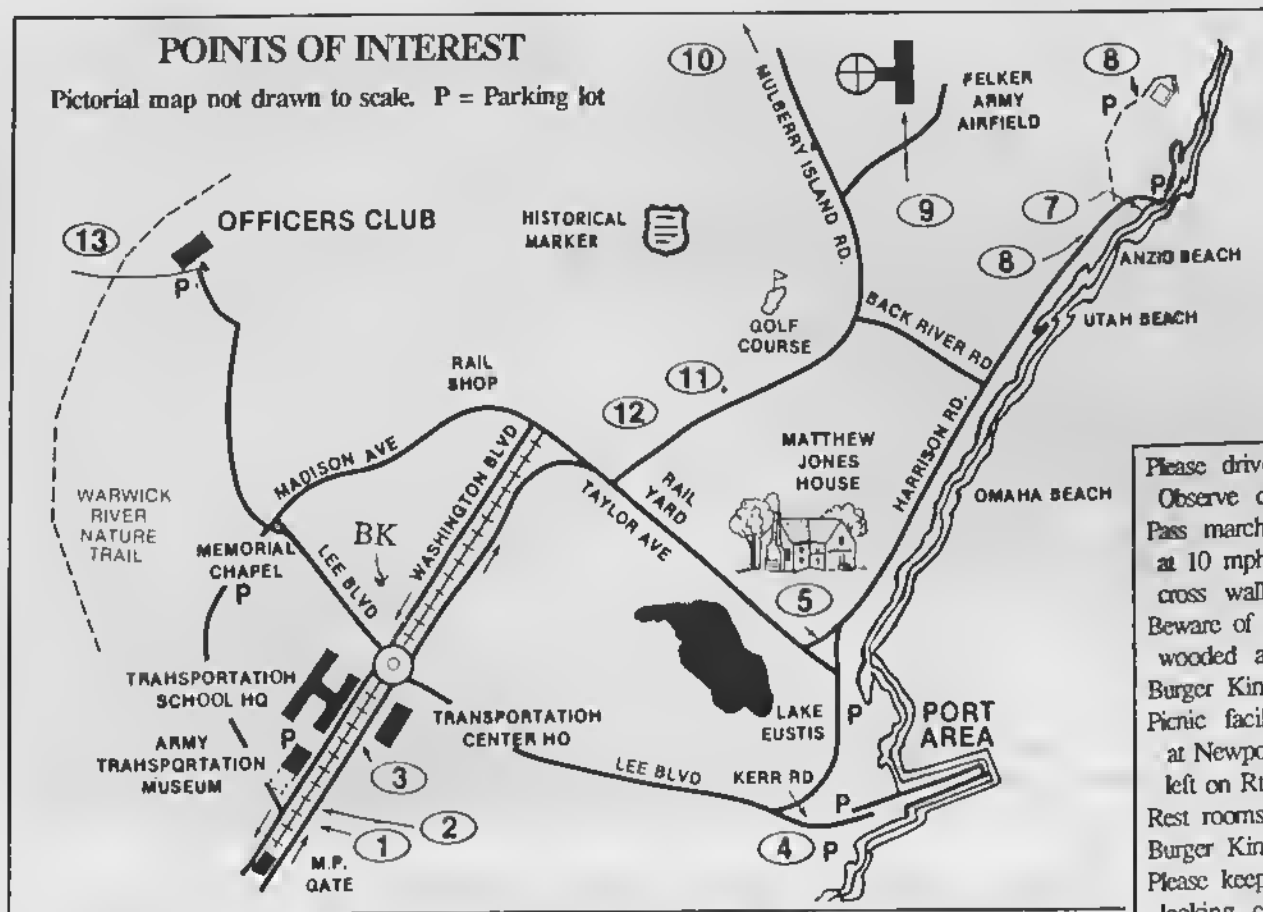 POINTS OF INTEREST
Pictorial map not drawn to scale. P = Parking lot
10
MULBERRY ISLAND RD.
FELKER
ARMY
AIRFIELD
9
8
P
7
P
8
ANZIO BEACH
UTAH BEACH
13
OFFICERS CLUB
P
HISTORICAL
MARKER
GOLF
COURSE
BACK RIVER RD
RAIL
SHOP
11
12
MADISON AVE
WASHINGTON BLVD
MATTHEW
JONES
HOUSE
HARRISON RD.
OMAHA BEACH
RAIL
YARD
TAYLOR AVE
WARWICK
RIVER
NATURE
TRAIL
MEMORIAL
CHAPEL
P
LEE BLVD
BK
5
TRANSPORTATION
SCHOOL HQ
P
ARMY
TRANSPORTATION
MUSEUM
TRANSPORTATION
CENTER HQ
3
2
1
M.P.
GATE
LAKE
EUSTIS
P
PORT
AREA
LEE BLVD
KERR RD
P
4
P
Please driv
Observe
Pass march
at 10 mph
cross wal
Beware of
wooded a
Burger Kin
Picnic facil
at Newpo
left on Rt
Rest rooms
Burger Kin
Please keep
looking